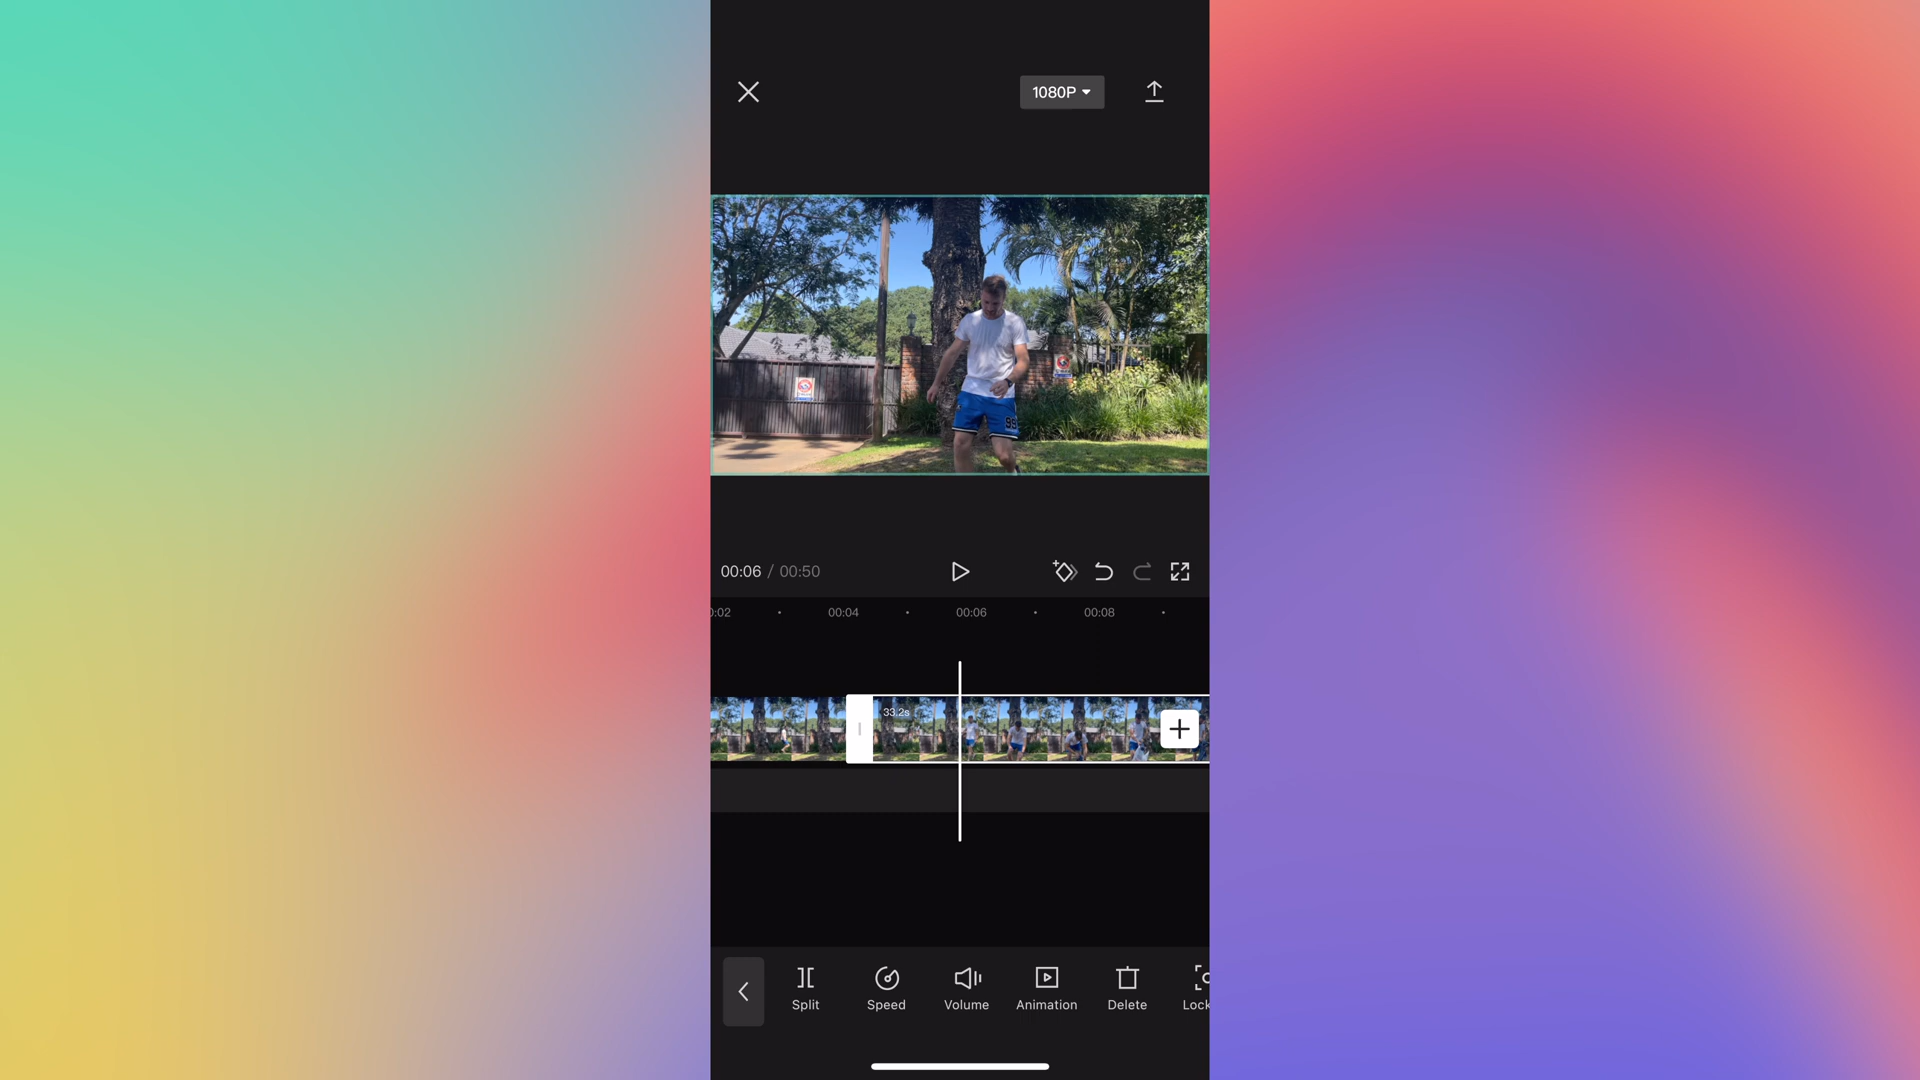 1080P
00:06 / 00:50
0:02 00:04 00:06 00:08
33.2s
Split Speed Volume Animation Delete Lock